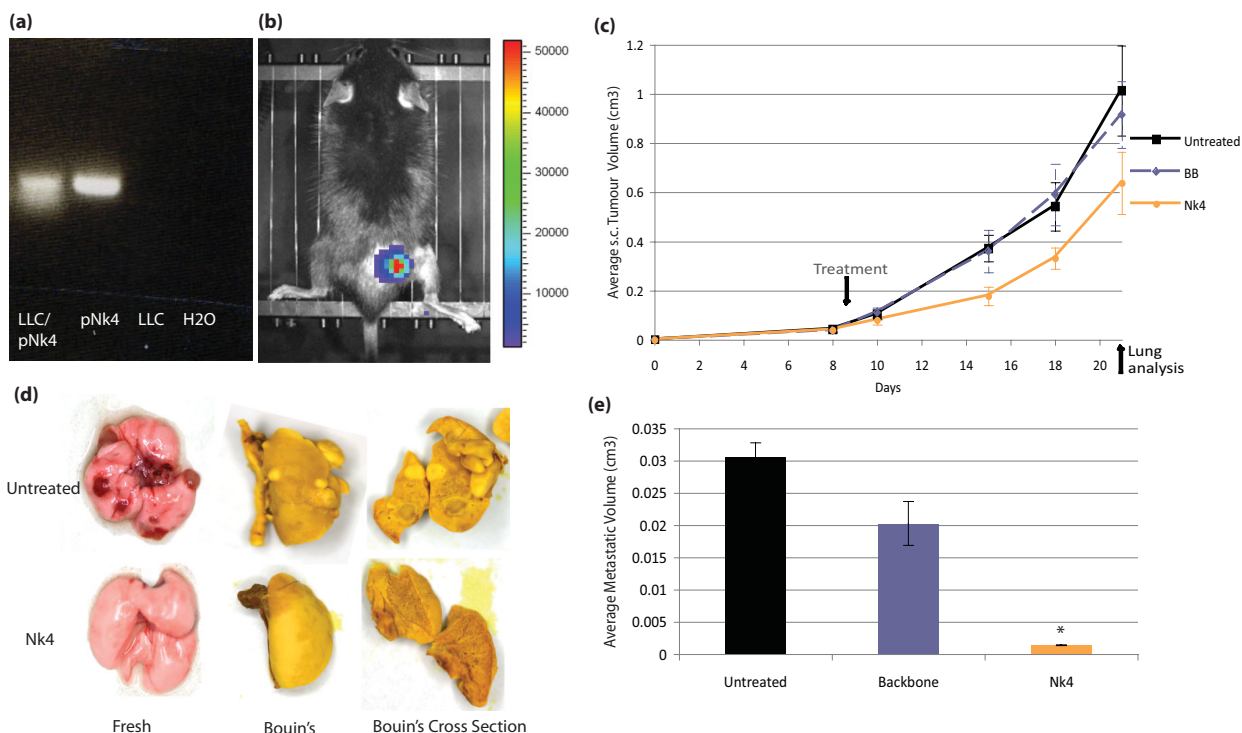 (a)
LLC/ pNk4 LLC H2O
pNk4
(b)
50000
40000
30000
20000
10000
(c)
Average s.c. Tumour Volume (cm3)
1.2
1
0.8
0.6
0.4
0.2
0
0 2 4 6 8 10 12 14 16 18 20
Days
Treatment
Lung
analysis
Untreated
BB
Nk4
(d)
Untreated
Nk4
Fresh Bouin's Bouin's Cross Section
(e)
Average Metastatic Volume (cm3)
0.035
0.03
0.025
0.02
0.015
0.01
0.005
0
*
Untreated Backbone Nk4